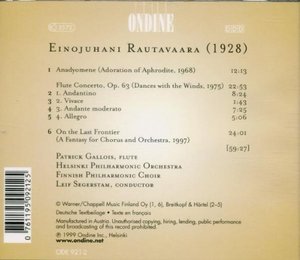 ONDINE
EINOJUHANI RAUTAVAARA (1928)
1 Anadyomene (Adoration of Aphrodite, 1968) 12:13
Flute Concerto, Op. 63 (Dances with the Winds, 1975) 22:53
2 1. Andantino 8:24
3 2. Vivace 2:32
4 3. Andante moderato 7:25
5 4. Allegro 5:06
6 On the Last Frontier 24:01
(A Fantasy for Chorus and Orchestra, 1997)
[59:27]
PATRICK GALLOIS, FLUTE
HELSINKI PHILHARMONIC ORCHESTRA
FINNISH PHILHARMONIC CHOIR
LEIF SEGERSTAM, CONDUCTOR
© Warner/Chappell Music Finland Oy (1, 6), Breitkopf & Härtel (2–5)
Deutsche Textbeilage • Texte en français
Manufactured in Austria. Unauthorised copying, hiring, lending, public performance
and broadcasting of this record prohibited.
℗ 1999 Ondine Inc., Helsinki
www.ondine.net
ODE 921-2
0 761195 092125